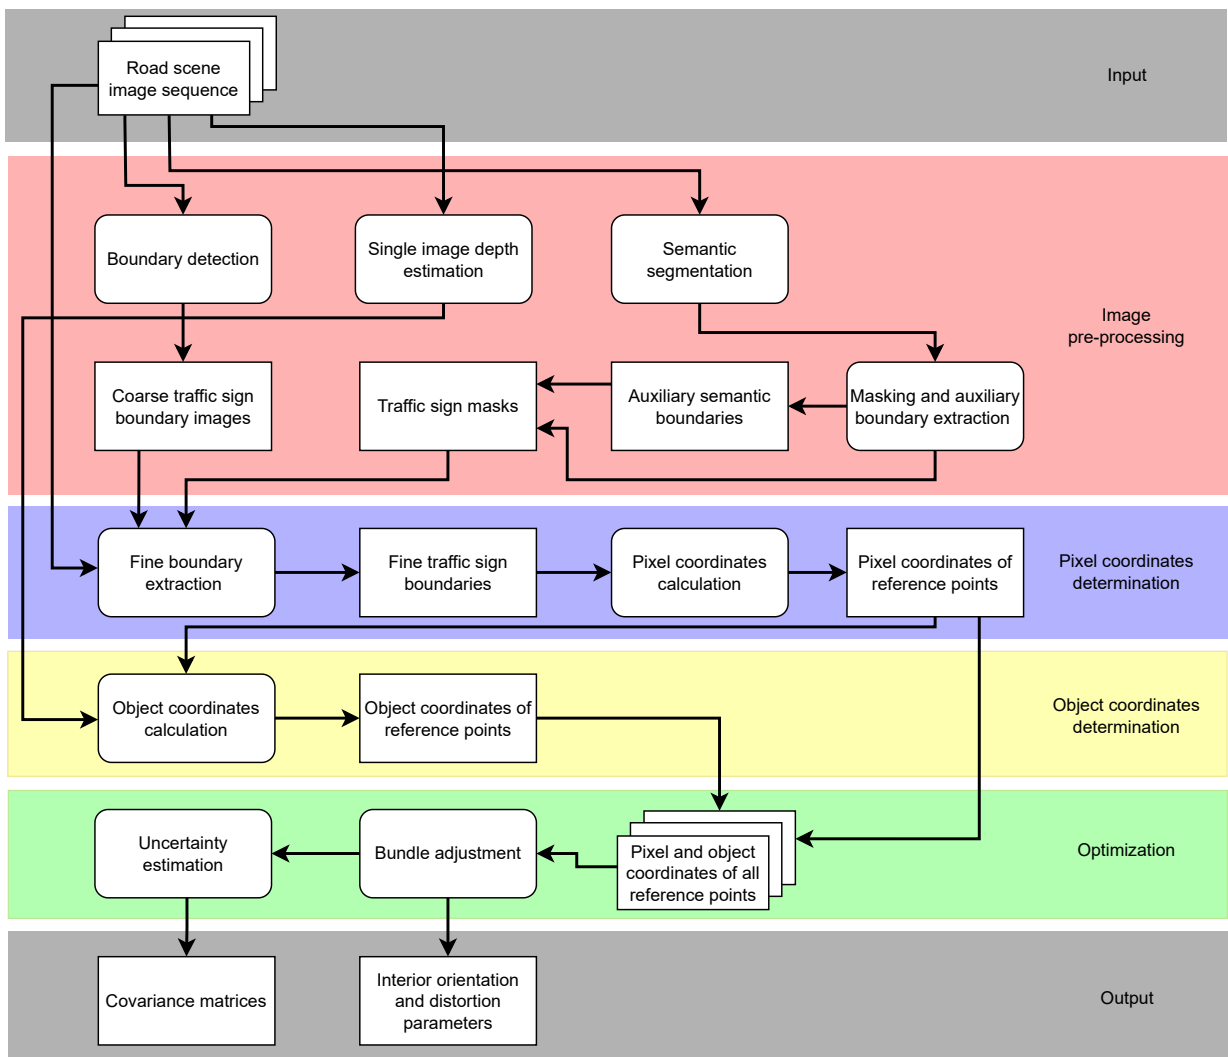 Road scene
image sequence
Input
Boundary detection
Single image depth
estimation
Semantic
segmentation
Image
pre-processing
Coarse traffic sign
boundary images
Traffic sign masks
Auxiliary semantic
boundaries
Masking and auxiliary
boundary extraction
Fine boundary
extraction
Fine traffic sign
boundaries
Pixel coordinates
calculation
Pixel coordinates of
reference points
Pixel coordinates
determination
Object coordinates
calculation
Object coordinates of
reference points
Object coordinates
determination
Uncertainty
estimation
Bundle adjustment
Pixel and object
coordinates of all
reference points
Optimization
Covariance matrices
Interior orientation
and distortion
parameters
Output